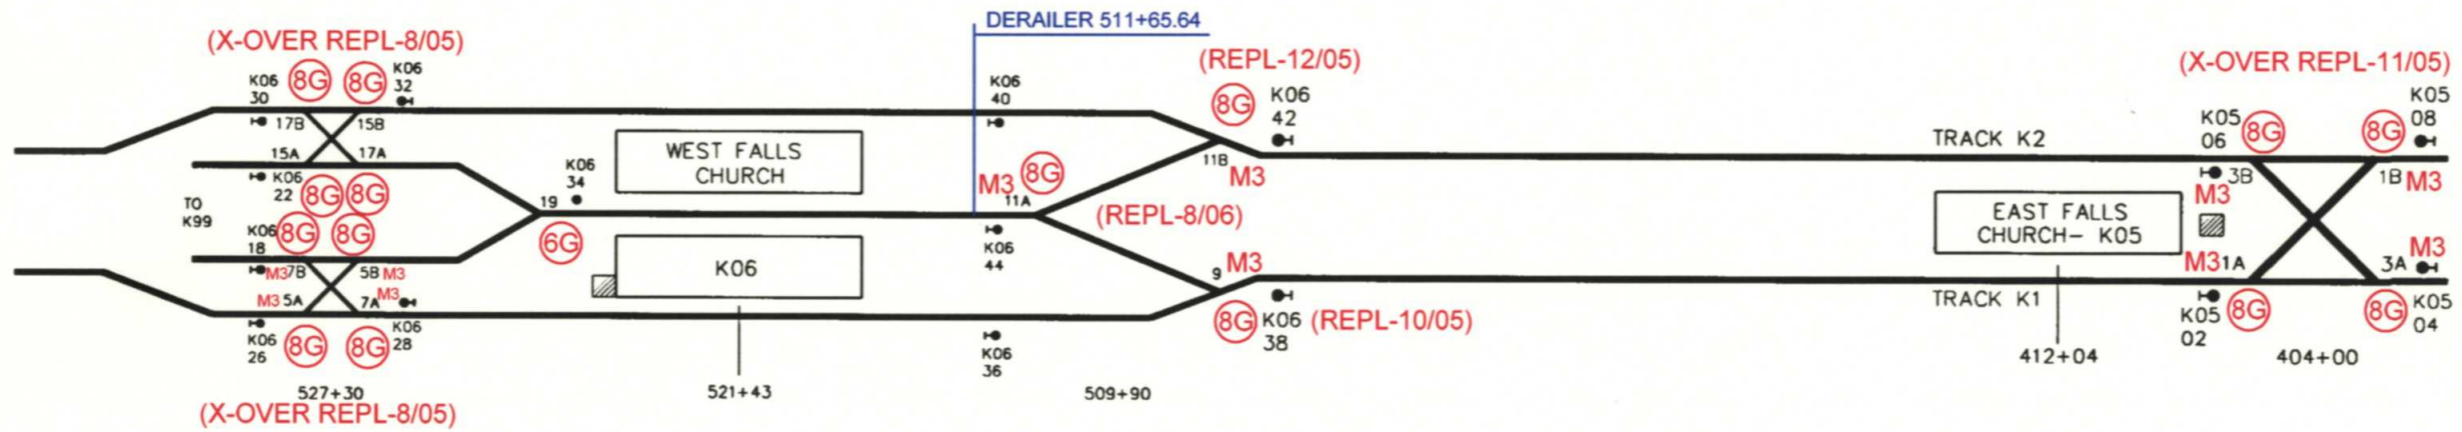 DERAILER 511+65.64
(X-OVER REPL-8/05)
(REPL-12/05)
(X-OVER REPL-11/05)
K06
30
8G
8G
K06
32
K06
40
8G
K06
42
K05
06
8G
8G
K05
08
17B
15B
15A
17A
WEST FALLS
CHURCH
11B
M3
TRACK K2
3B
M3
1B
M3
K06
22
8G
8G
K06
34
M3
8G
11A
(REPL-8/06)
TO
K99
19
6G
K06
18
8G
8G
K06
44
EAST FALLS
CHURCH- K05
M3
7B
5B
M3
K06
9
M3
M3
1A
3A
M3
M3
5A
7A
M3
TRACK K1
K06
26
8G
8G
K06
28
K06
36
8G
K06
38
(REPL-10/05)
K05
02
8G
8G
K05
04
527+30
521+43
509+90
412+04
404+00
(X-OVER REPL-8/05)